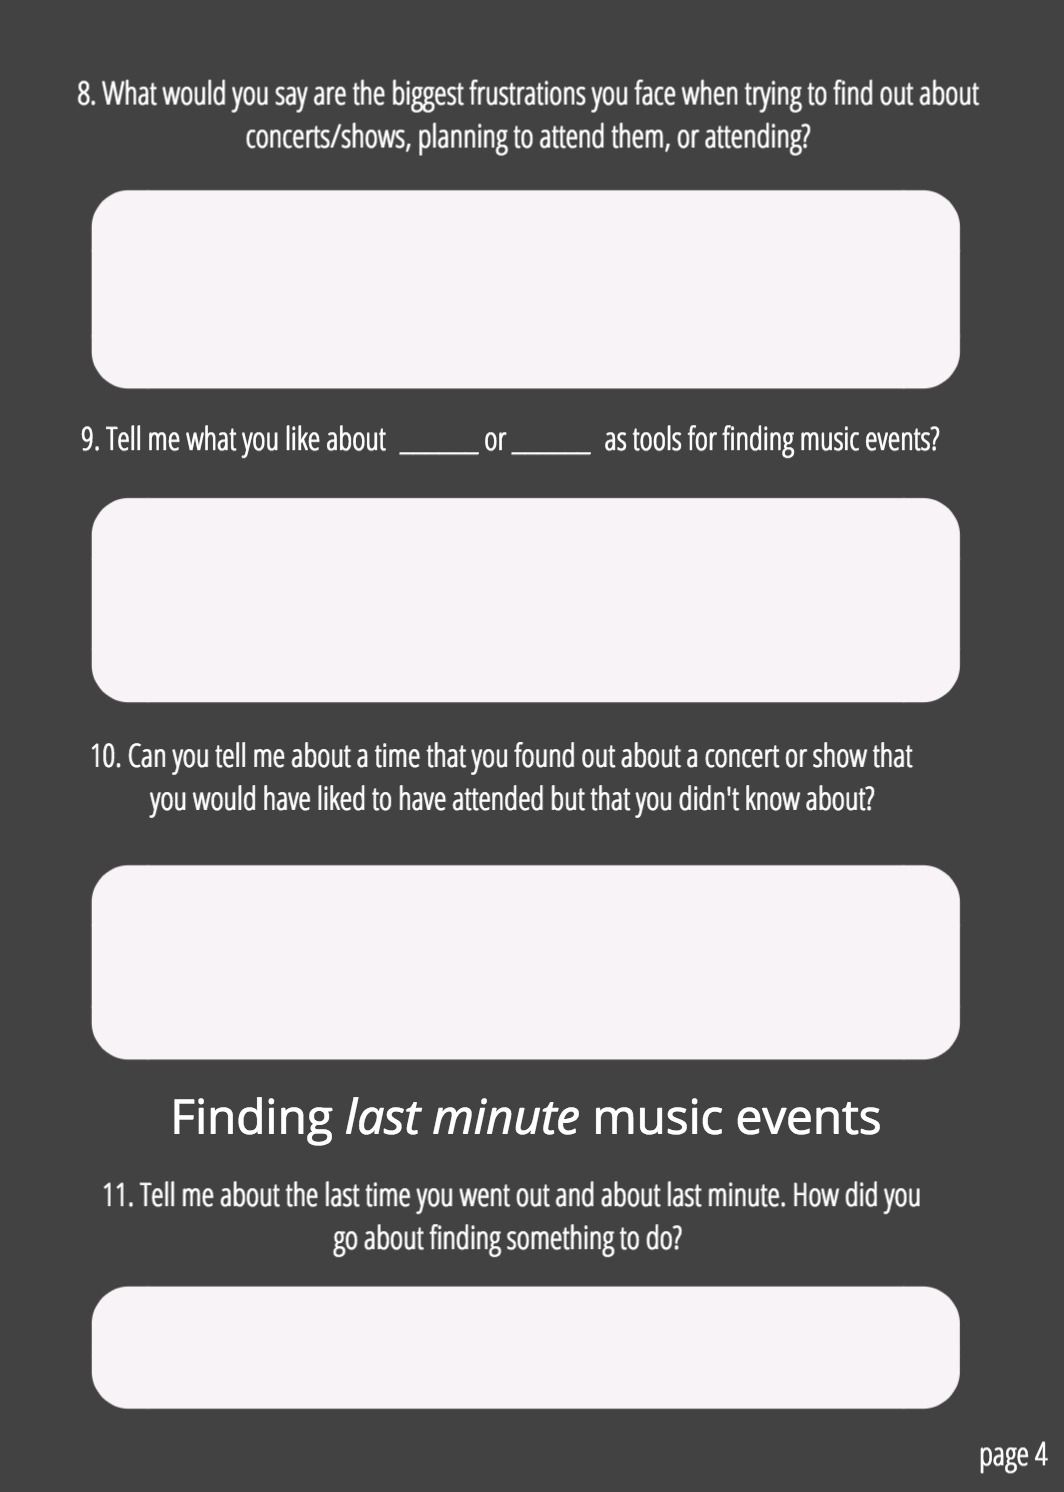 8. What would you say are the biggest frustrations you face when trying to find out about
concerts/shows, planning to attend them, or attending?
9. Tell me what you like about _______ or _______ as tools for finding music events?
10. Can you tell me about a time that you found out about a concert or show that
you would have liked to have attended but that you didn't know about?
Finding last minute music events
11. Tell me about the last time you went out and about last minute. How did you
go about finding something to do?
page 4